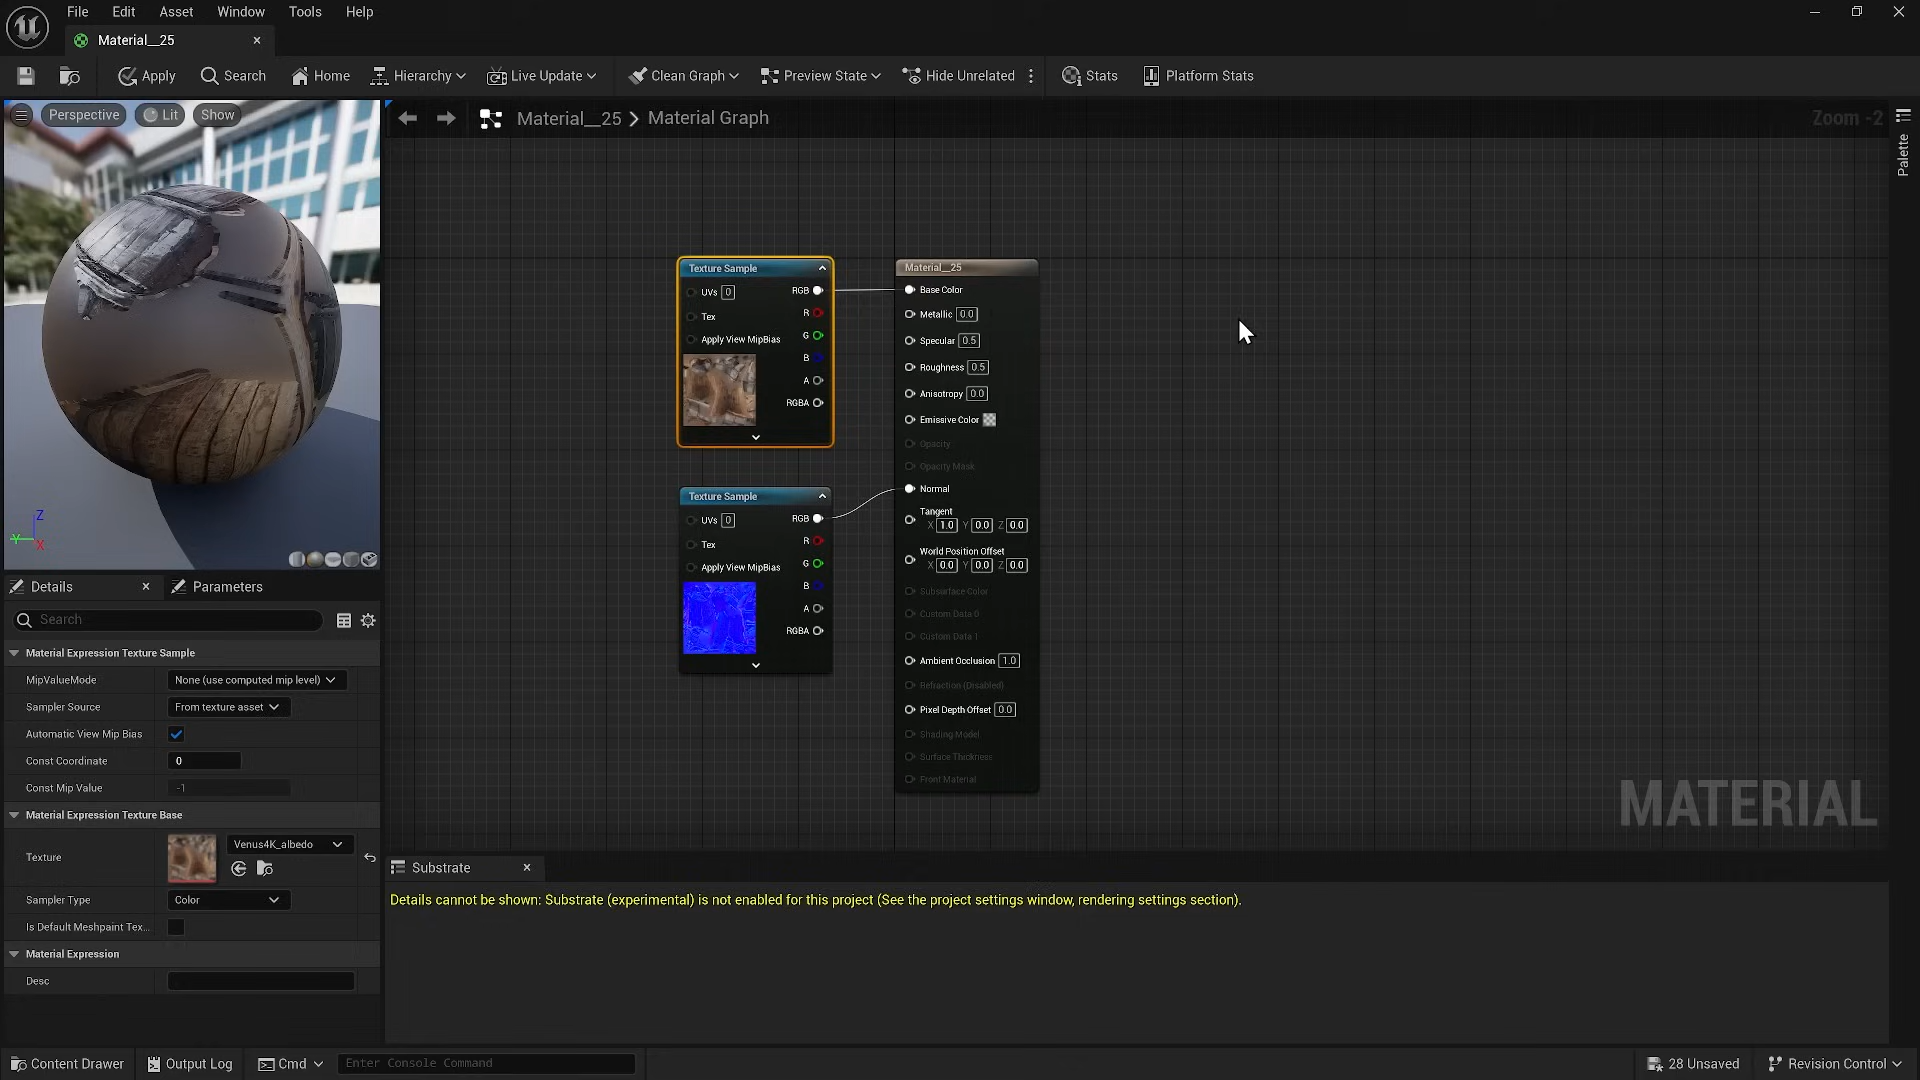 File Edit Asset Window Tools Help
Material__25
Apply Search Home Hierarchy Live Update Clean Graph Preview State Hide Unrelated Stats Platform Stats
Perspective Lit Show
Material__25 > Material Graph
Zoom -2
Palette
Texture Sample
UVs 0 RGB
R
Tex
G
Apply View MipBias
B
A
RGBA
Texture Sample
UVs 0 RGB
R
Tex
G
Apply View MipBias
B
A
RGBA
Material__25
Base Color
Metallic 0.0
Specular 0.5
Roughness 0.5
Anisotropy 0.0
Emissive Color
Opacity
Opacity Mask
Normal
Tangent
X 1.0 Y 0.0 Z 0.0
World Position Offset
X 0.0 Y 0.0 Z 0.0
Subsurface Color
Custom Data 0
Custom Data 1
Ambient Occlusion 1.0
Refraction (Disabled)
Pixel Depth Offset 0.0
Shading Model
Surface Thickness
Front Material
MATERIAL
Z
Y
X
Details Parameters
Search
Material Expression Texture Sample
MipValueMode None (use computed mip level)
Sampler Source From texture asset
Automatic View Mip Bias
Const Coordinate 0
Const Mip Value -1
Material Expression Texture Base
Texture Venus4K_albedo
Sampler Type Color
Is Default Meshpaint Tex...
Material Expression
Desc
Substrate
Details cannot be shown: Substrate (experimental) is not enabled for this project (See the project settings window, rendering settings section).
Content Drawer Output Log Cmd Enter Console Command 28 Unsaved Revision Control